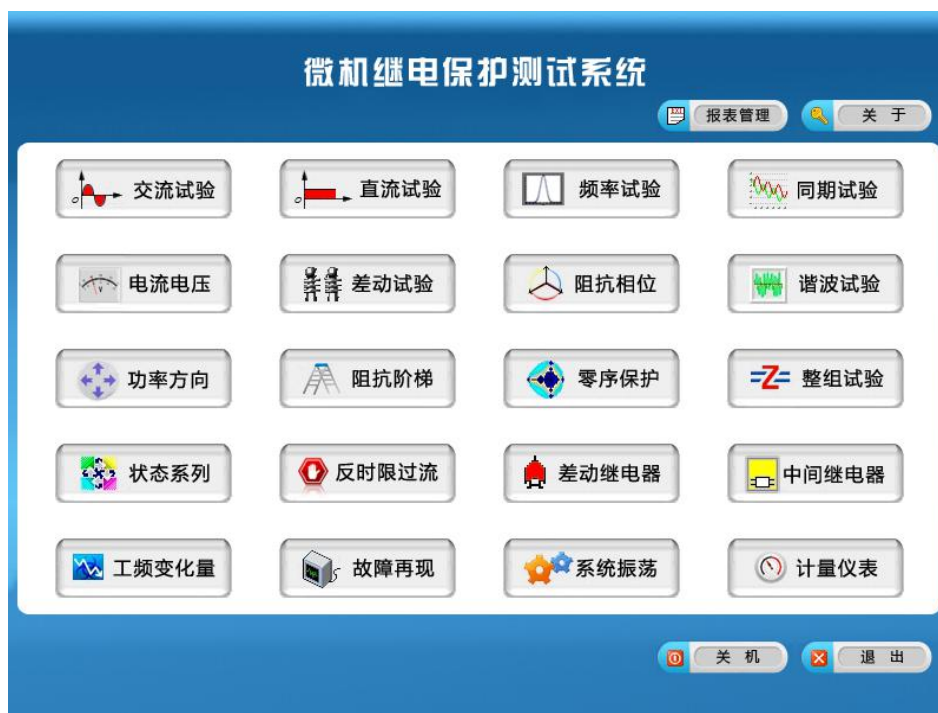 微机继电保护测试系统
报表管理 关 于
交流试验 直流试验 频率试验 同期试验
电流电压 差动试验 阻抗相位 谐波试验
功率方向 阻抗阶梯 零序保护 整组试验
状态系列 反时限过流 差动继电器 中间继电器
工频变化量 故障再现 系统振荡 计量仪表
关 机 退 出